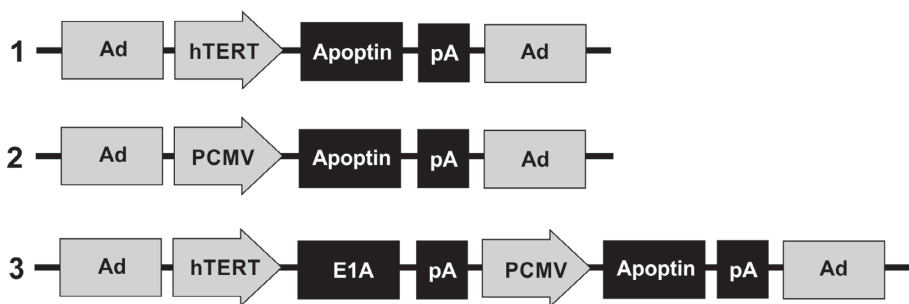 1 Ad hTERT Apoptin pA Ad
2 Ad PCMV Apoptin pA Ad
3 Ad hTERT E1A pA PCMV Apoptin pA Ad